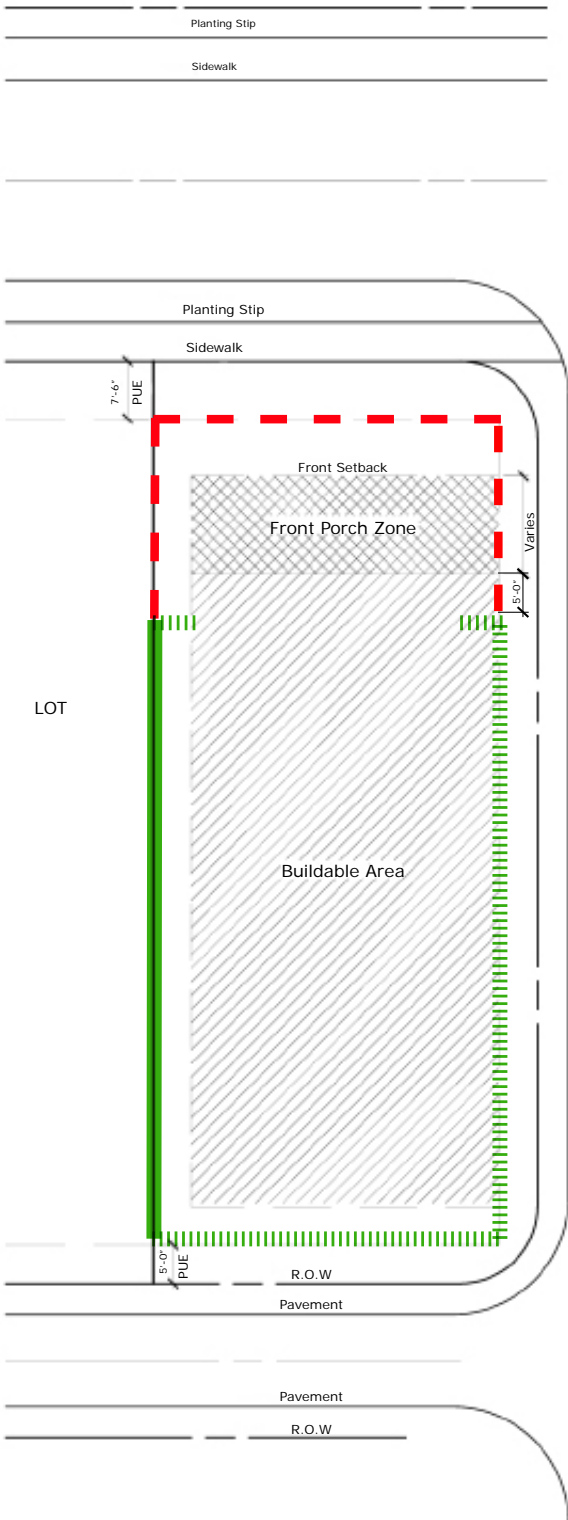 Planting Stip
Sidewalk
Planting Stip
Sidewalk
7'-6"
PUE
Front Setback
Front Porch Zone
Varies
5'-0"
LOT
Buildable Area
5'-0"
PUE
R.O.W
Pavement
Pavement
R.O.W